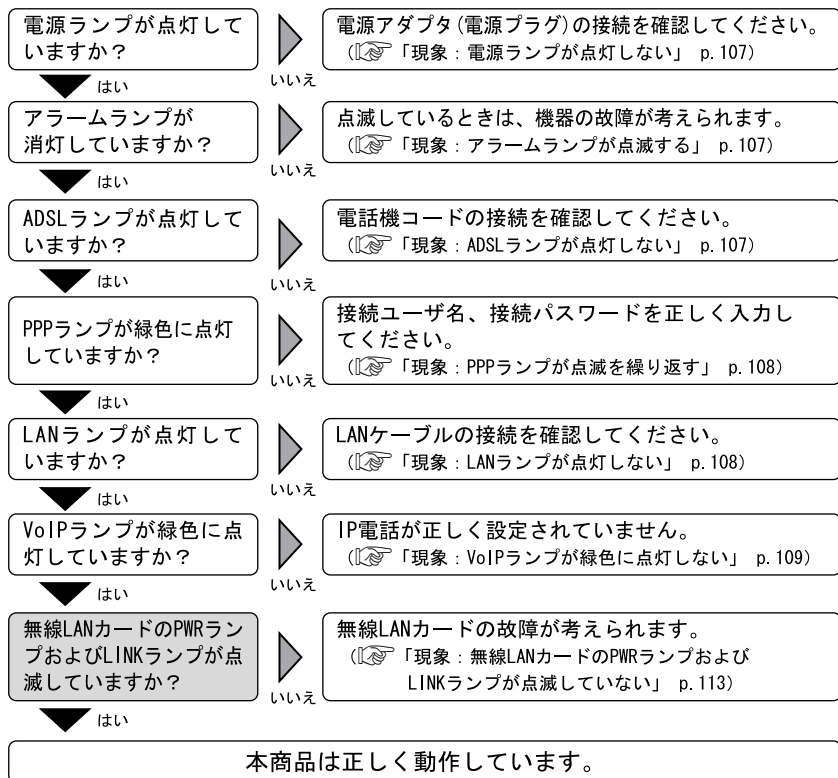 電源ランプが点灯して
いますか？
いいえ
電源アダプタ(電源プラグ)の接続を確認してください。
(「現象：電源ランプが点灯しない」 p.107)
はい
アラームランプが
消灯していますか？
いいえ
点滅しているときは、機器の故障が考えられます。
(「現象：アラームランプが点滅する」 p.107)
はい
ADSLランプが点灯して
いますか？
いいえ
電話機コードの接続を確認してください。
(「現象：ADSLランプが点灯しない」 p.107)
はい
PPPランプが緑色に点灯
していますか？
いいえ
接続ユーザ名、接続パスワードを正しく入力し
てください。
(「現象：PPPランプが点滅を繰り返す」 p.108)
はい
LANランプが点灯して
いますか？
いいえ
LANケーブルの接続を確認してください。
(「現象：LANランプが点灯しない」 p.108)
はい
VoIPランプが緑色に点
灯していますか？
いいえ
IP電話が正しく設定されていません。
(「現象：VoIPランプが緑色に点灯しない」 p.109)
はい
無線LANカードのPWRラン
プおよびLINKランプが点
滅していますか？
いいえ
無線LANカードの故障が考えられます。
(「現象：無線LANカードのPWRランプおよび
LINKランプが点滅していない」 p.113)
はい
本商品は正しく動作しています。